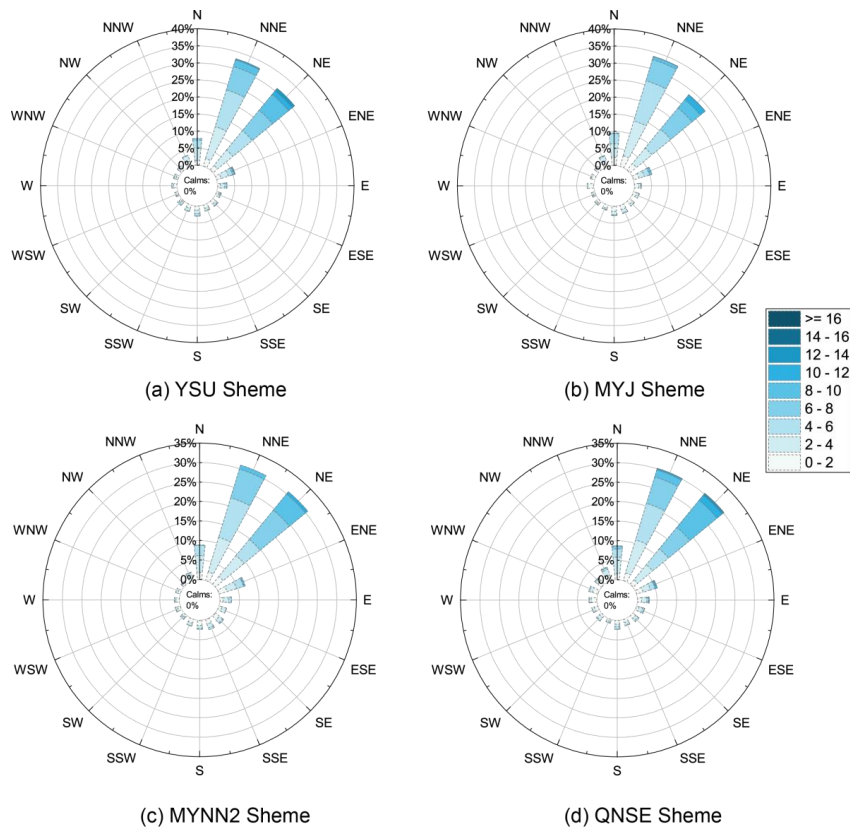 N
NNW
NNE
40%
35%
30%
25%
20%
15%
10%
5%
0%
NW
NE
WNW
ENE
Calms:
0%
W
E
WSW
ESE
SW
SE
SSW
SSE
S
(a) YSU Sheme
N
NNW
NNE
40%
35%
30%
25%
20%
15%
10%
5%
0%
NW
NE
WNW
ENE
Calms:
0%
W
E
WSW
ESE
SW
SE
SSW
SSE
S
(b) MYJ Sheme
>= 16
14 - 16
12 - 14
10 - 12
8 - 10
6 - 8
4 - 6
2 - 4
0 - 2
N
NNW
NNE
35%
30%
25%
20%
15%
10%
5%
0%
NW
NE
WNW
ENE
Calms:
0%
W
E
WSW
ESE
SW
SE
SSW
SSE
S
(c) MYNN2 Sheme
N
NNW
NNE
35%
30%
25%
20%
15%
10%
5%
0%
NW
NE
WNW
ENE
Calms:
0%
W
E
WSW
ESE
SW
SE
SSW
SSE
S
(d) QNSE Sheme